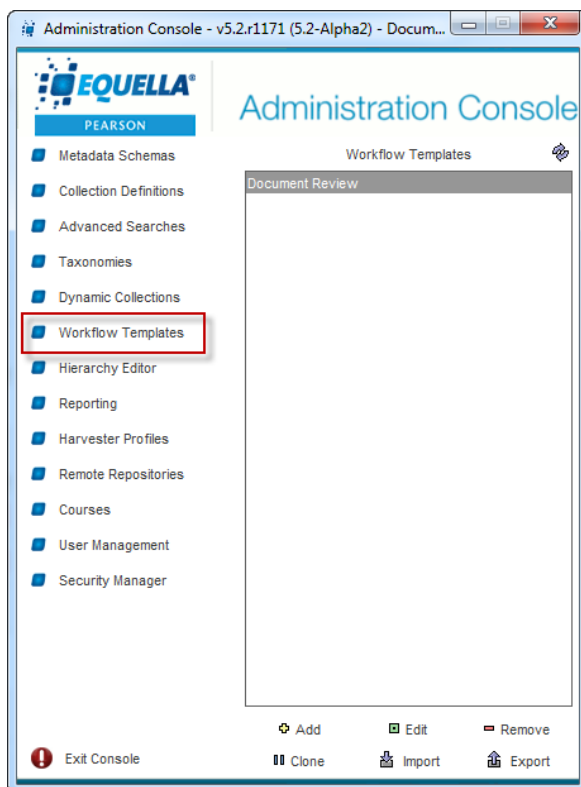 Administration Console - v5.2.r1171 (5.2-Alpha2) - Docum...
EQUELLA®
PEARSON
Administration Console
Metadata Schemas
Collection Definitions
Advanced Searches
Taxonomies
Dynamic Collections
Workflow Templates
Hierarchy Editor
Reporting
Harvester Profiles
Remote Repositories
Courses
User Management
Security Manager
Exit Console
Workflow Templates
Document Review
Add Edit Remove
Clone Import Export